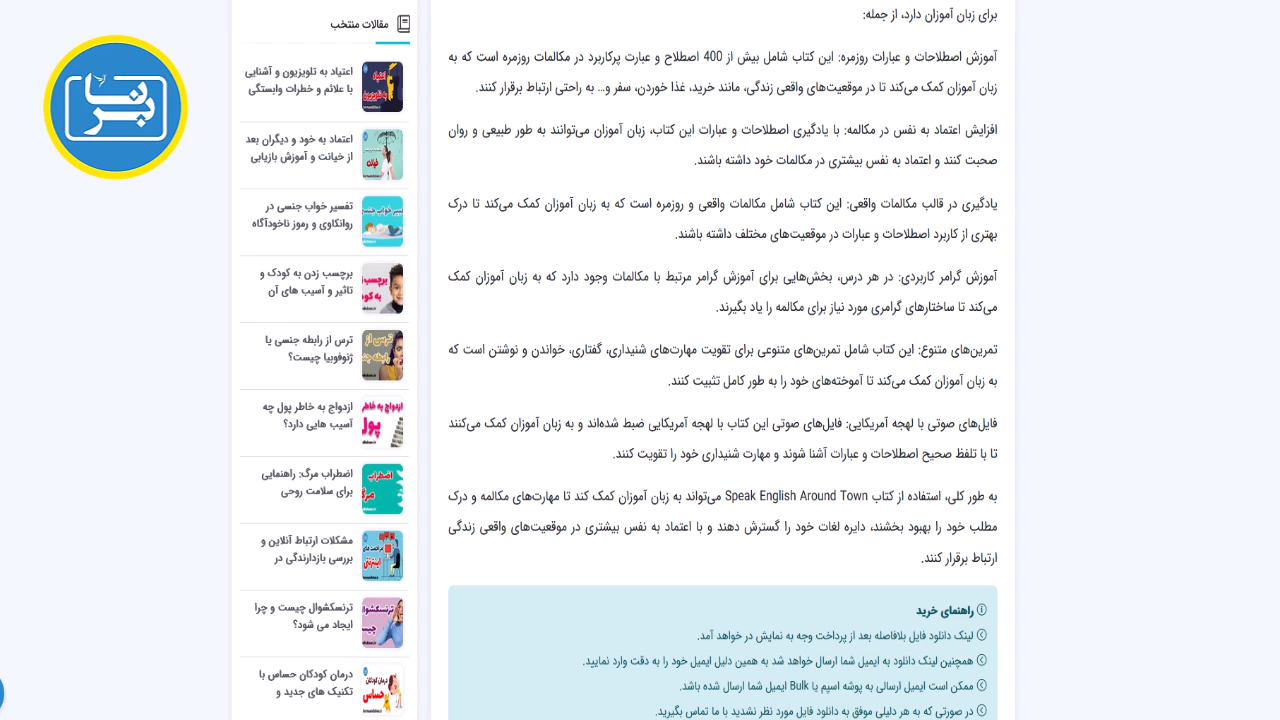 برای زبان آموزان دارد، از جمله:
آموزش اصطلاحات و عبارات روزمره: این کتاب شامل بیش از 400 اصطلاح و عبارت پرکاربرد در مکالمات روزمره است که به
زبان آموزان کمک می‌کند تا در موقعیت‌های واقعی زندگی، مانند خرید، غذا خوردن، سفر و... به راحتی ارتباط برقرار کنند.
افزایش اعتماد به نفس در مکالمه: با یادگیری اصطلاحات و عبارات این کتاب، زبان آموزان می‌توانند به طور طبیعی و روان
صحبت کنند و اعتماد به نفس بیشتری در مکالمات خود داشته باشند.
یادگیری در قالب مکالمات واقعی: این کتاب شامل مکالمات واقعی و روزمره است که به زبان آموزان کمک می‌کند تا درک
بهتری از کاربرد اصطلاحات و عبارات در موقعیت‌های مختلف داشته باشند.
آموزش گرامر کاربردی: در هر درس، بخش‌هایی برای آموزش گرامر مرتبط با مکالمات وجود دارد که به زبان آموزان کمک
می‌کند تا ساختارهای گرامری مورد نیاز برای مکالمه را یاد بگیرند.
تمرین‌های متنوع: این کتاب شامل تمرین‌های متنوعی برای تقویت مهارت‌های شنیداری، گفتاری، خواندن و نوشتن است که
به زبان آموزان کمک می‌کند تا آموخته‌های خود را به طور کامل تثبیت کنند.
فایل‌های صوتی با لهجه آمریکایی: فایل‌های صوتی این کتاب با لهجه آمریکایی ضبط شده‌اند و به زبان آموزان کمک می‌کنند
تا با تلفظ صحیح اصطلاحات و عبارات آشنا شوند و مهارت شنیداری خود را تقویت کنند.
به طور کلی، استفاده از کتاب Speak English Around Town می‌تواند به زبان آموزان کمک کند تا مهارت‌های مکالمه و درک
مطلب خود را بهبود بخشند، دایره لغات خود را گسترش دهند و با اعتماد به نفس بیشتری در موقعیت‌های واقعی زندگی
ارتباط برقرار کنند.
راهنمای خرید
لینک دانلود فایل بلافاصله بعد از پرداخت وجه به نمایش در خواهد آمد.
همچنین لینک دانلود به ایمیل شما ارسال خواهد شد به همین دلیل ایمیل خود را به دقت وارد نمایید.
ممکن است ایمیل ارسالی به پوشه اسپم یا Bulk ایمیل شما ارسال شده باشد.
در صورتی که به هر دلیلی موفق به دانلود فایل مورد نظر نشدید با ما تماس بگیرید.
مقالات منتخب
اعتیاد به تلویزیون و آشنایی
با علائم و خطرات وابستگی
اعتماد به خود و دیگران بعد
از خیانت و آموزش بازیابی
تفسیر خواب جنسی در
روانکاوی و رموز ناخودآگاه
برچسب زدن به کودک و
تاثیر و آسیب های آن
ترس از رابطه جنسی یا
ژنوفوبیا چیست؟
ازدواج به خاطر پول چه
آسیب هایی دارد؟
اضطراب مرگ: راهنمایی
برای سلامت روحی
مشکلات ارتباط آنلاین و
بررسی بازدارندگی در
ترنسکشوال چیست و چرا
ایجاد می شود؟
درمان کودکان حساس با
تکنیک های جدید و
برنا